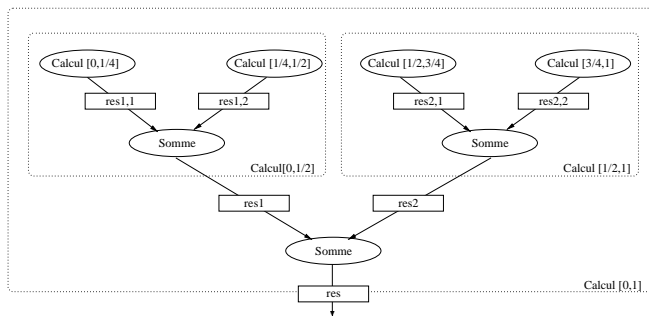 Calcul [0,1/4]
Calcul [1/4,1/2]
Calcul [1/2,3/4]
Calcul [3/4,1]
res1,1
res1,2
res2,1
res2,2
Somme
Somme
Calcul[0,1/2]
Calcul [1/2,1]
res1
res2
Somme
Calcul [0,1]
res